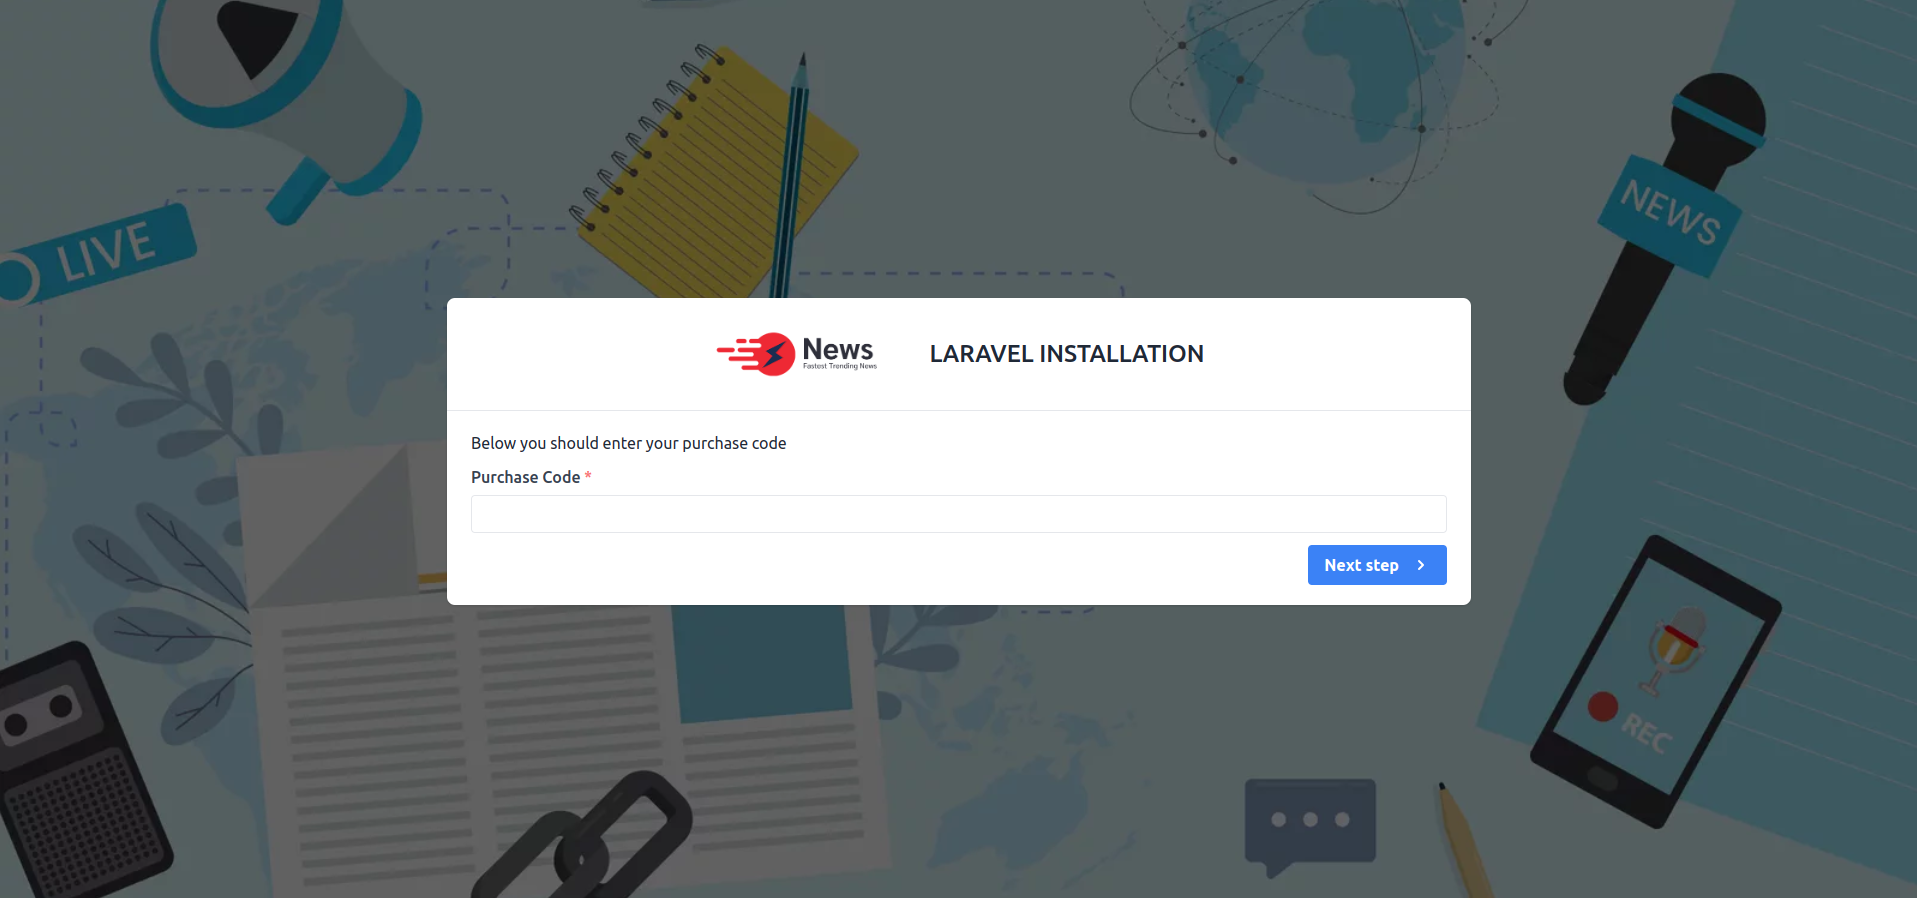 LIVE
NEWS
News
Fastest Trending News
LARAVEL INSTALLATION
Below you should enter your purchase code
Purchase Code *
Next step
REC